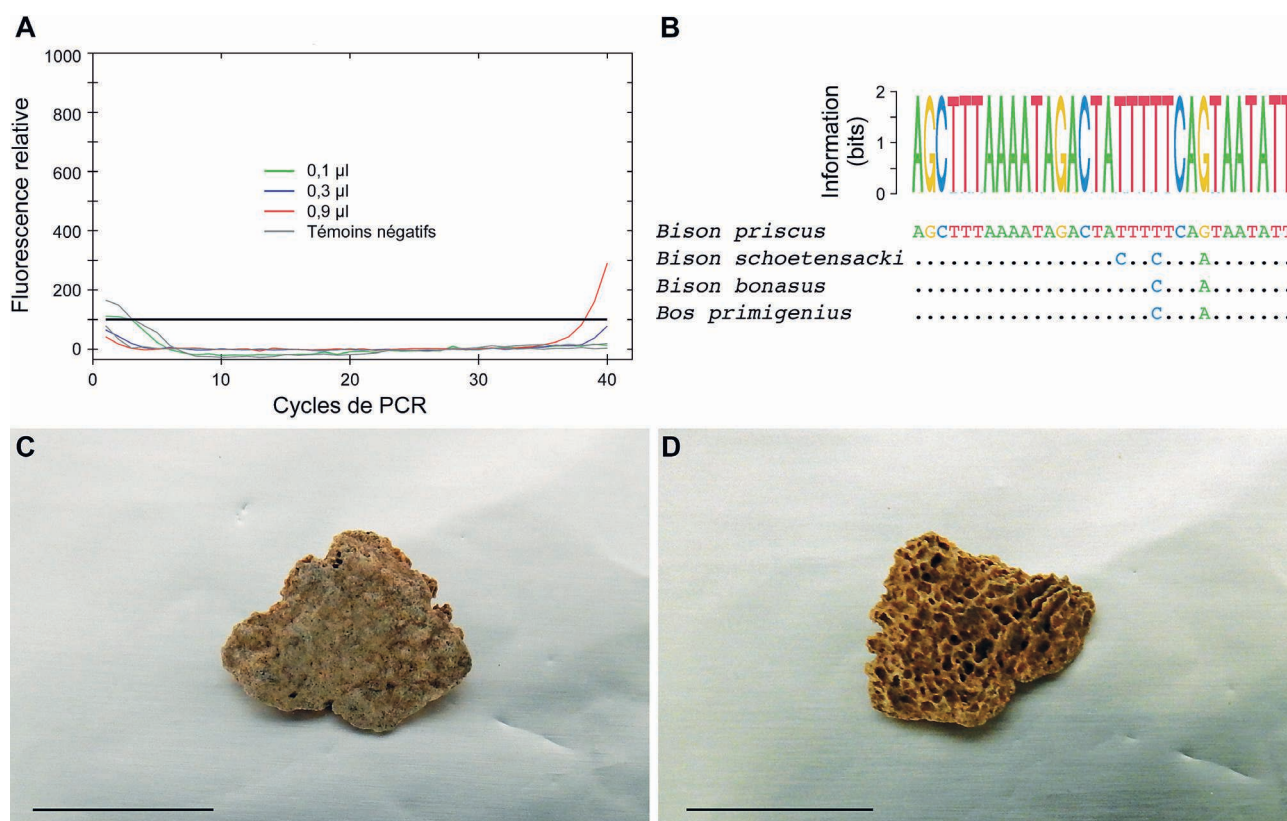 A
1000
800
600
400
200
0
Fluorescence relative
0,1 µl
0,3 µl
0,9 µl
Témoins négatifs
0 10 20 30 40
Cycles de PCR
B
2
1
0
Information
(bits)
AGCTTTAAAATAGACTATTTTTCAGTAATATT
Bison priscus AGCTTTAAAATAGACTATTTTTCAGTAATATT
Bison schoetensacki .................C..C...A.......
Bison bonasus ....................C...A.......
Bos primigenius ....................C...A.......
C
D